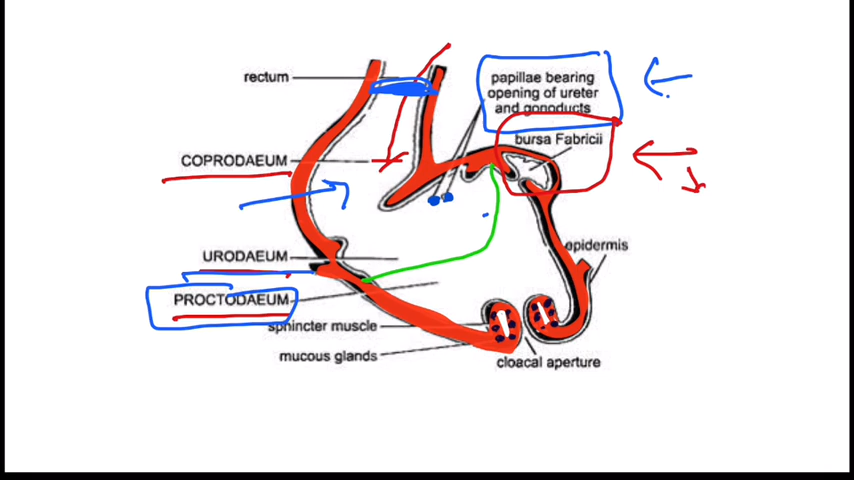 rectum
papillae bearing
opening of ureter
and gonoducts
bursa Fabricii
COPRODAEUM
URODAEUM
epidermis
PROCTODAEUM
sphincter muscle
mucous glands
cloacal aperture